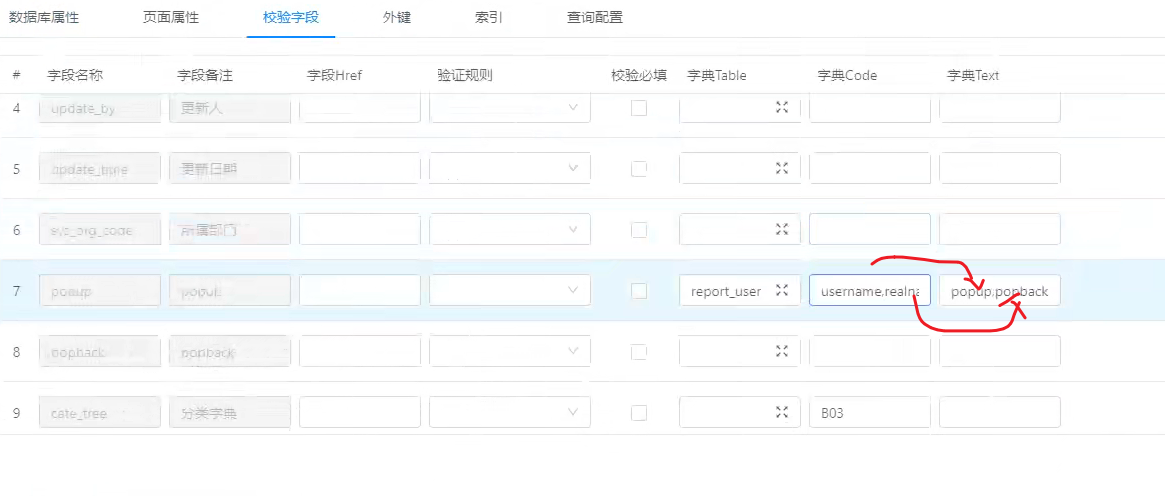 数据库属性 页面属性 校验字段 外键 索引 查询配置
# 字段名称 字段备注 字段Href 验证规则 校验必填 字典Table 字典Code 字典Text
4 update_by 更新人
5 update_time 更新日期
6 sys_org_code 所属部门
7 popup popup report_user username,realna popup,popback
8 popback popback
9 cate_tree 分类字典 B03